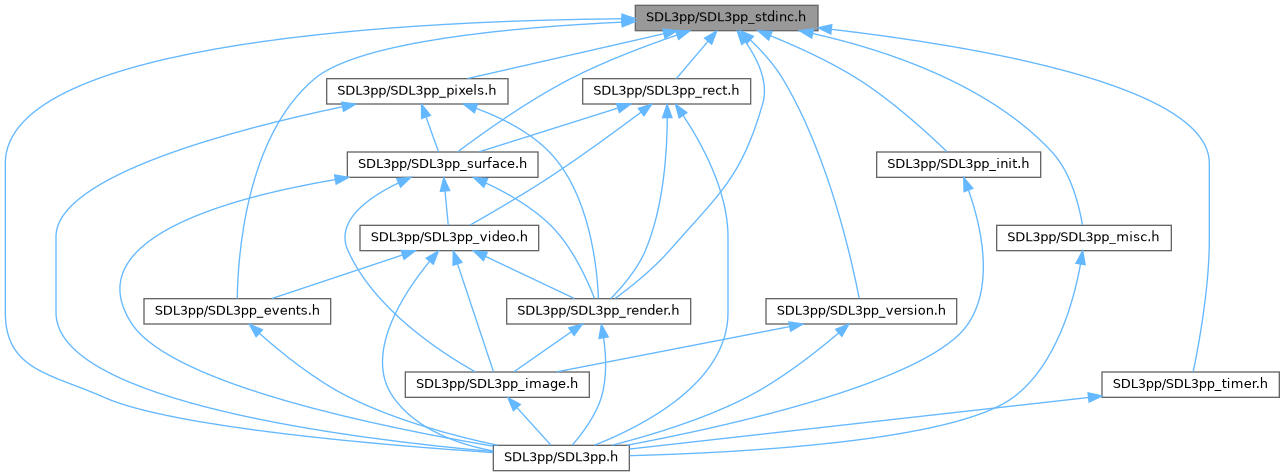 SDL3pp/SDL3pp_stdinc.h
SDL3pp/SDL3pp_pixels.h
SDL3pp/SDL3pp_rect.h
SDL3pp/SDL3pp_surface.h
SDL3pp/SDL3pp_init.h
SDL3pp/SDL3pp_video.h
SDL3pp/SDL3pp_misc.h
SDL3pp/SDL3pp_events.h
SDL3pp/SDL3pp_render.h
SDL3pp/SDL3pp_version.h
SDL3pp/SDL3pp_image.h
SDL3pp/SDL3pp_timer.h
SDL3pp/SDL3pp.h